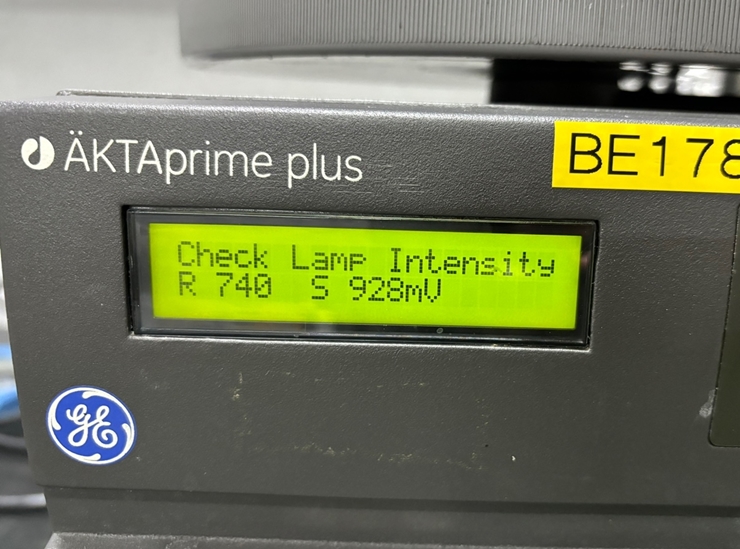 ÄKTAprime plus
BE178
Check Lamp Intensity
R 740 S 928mV
GE